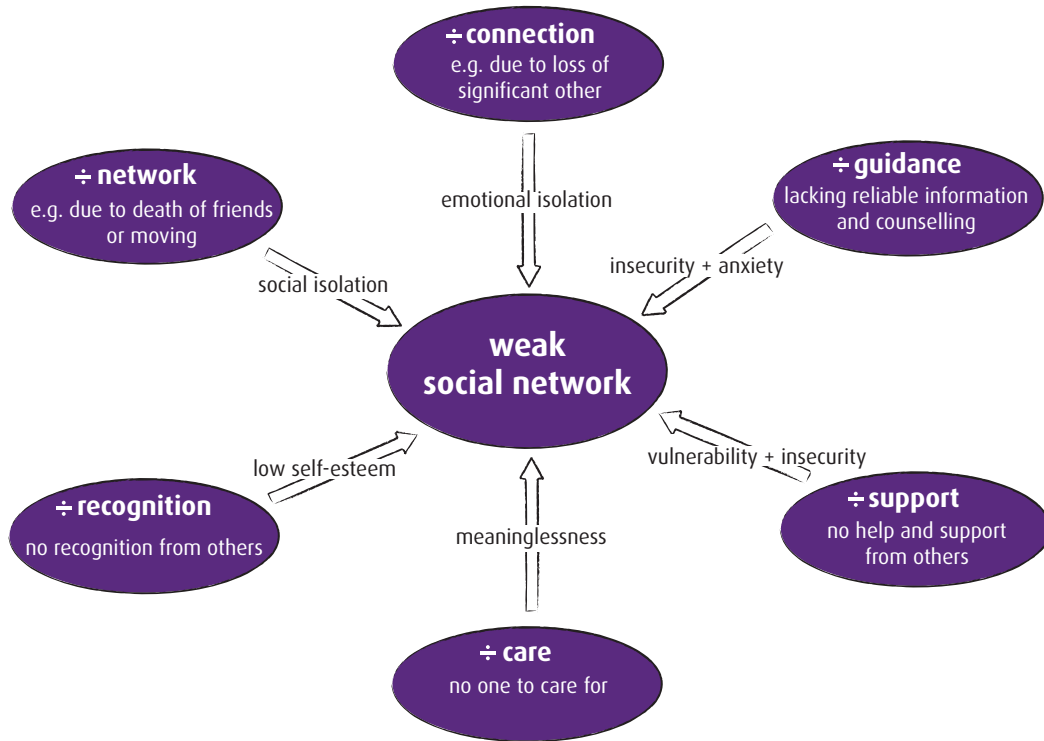 ÷ connection
e.g. due to loss of
significant other
÷ network
e.g. due to death of friends
or moving
÷ guidance
lacking reliable information
and counselling
emotional isolation
insecurity + anxiety
social isolation
weak
social network
low self-esteem
vulnerability + insecurity
÷ recognition
no recognition from others
÷ support
no help and support
from others
meaninglessness
÷ care
no one to care for